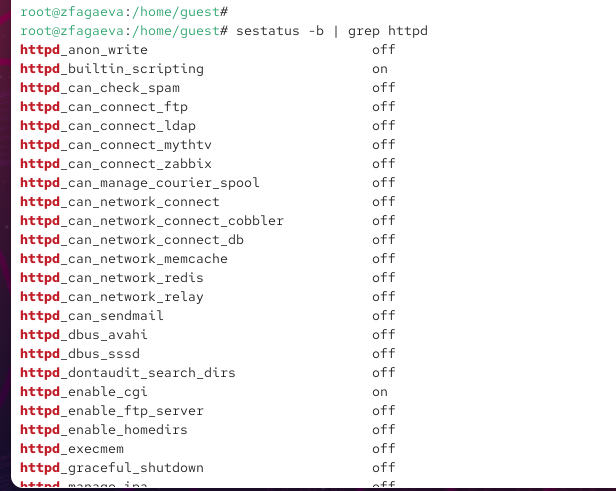 root@zfagaeva:/home/guest#
root@zfagaeva:/home/guest# sestatus -b | grep httpd
httpd_anon_write off
httpd_builtin_scripting on
httpd_can_check_spam off
httpd_can_connect_ftp off
httpd_can_connect_ldap off
httpd_can_connect_mythtv off
httpd_can_connect_zabbix off
httpd_can_manage_courier_spool off
httpd_can_network_connect off
httpd_can_network_connect_cobbler off
httpd_can_network_connect_db off
httpd_can_network_memcache off
httpd_can_network_redis off
httpd_can_network_relay off
httpd_can_sendmail off
httpd_dbus_avahi off
httpd_dbus_sssd off
httpd_dontaudit_search_dirs off
httpd_enable_cgi on
httpd_enable_ftp_server off
httpd_enable_homedirs off
httpd_execmem off
httpd_graceful_shutdown off
httpd_manage_ipa off